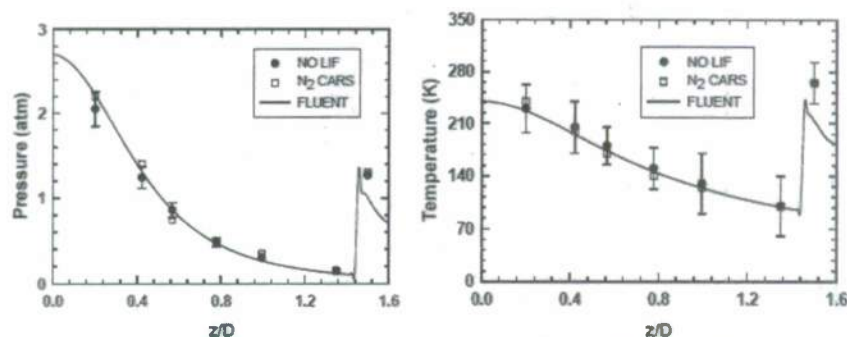 3
2
1
0
Pressure (atm)
NO LIF
N2 CARS
FLUENT
0.0 0.4 0.8 1.2 1.6
z/D
350
280
210
140
70
0
Temperature (K)
NO LIF
N2 CARS
FLUENT
0.0 0.4 0.8 1.2 1.6
z/D